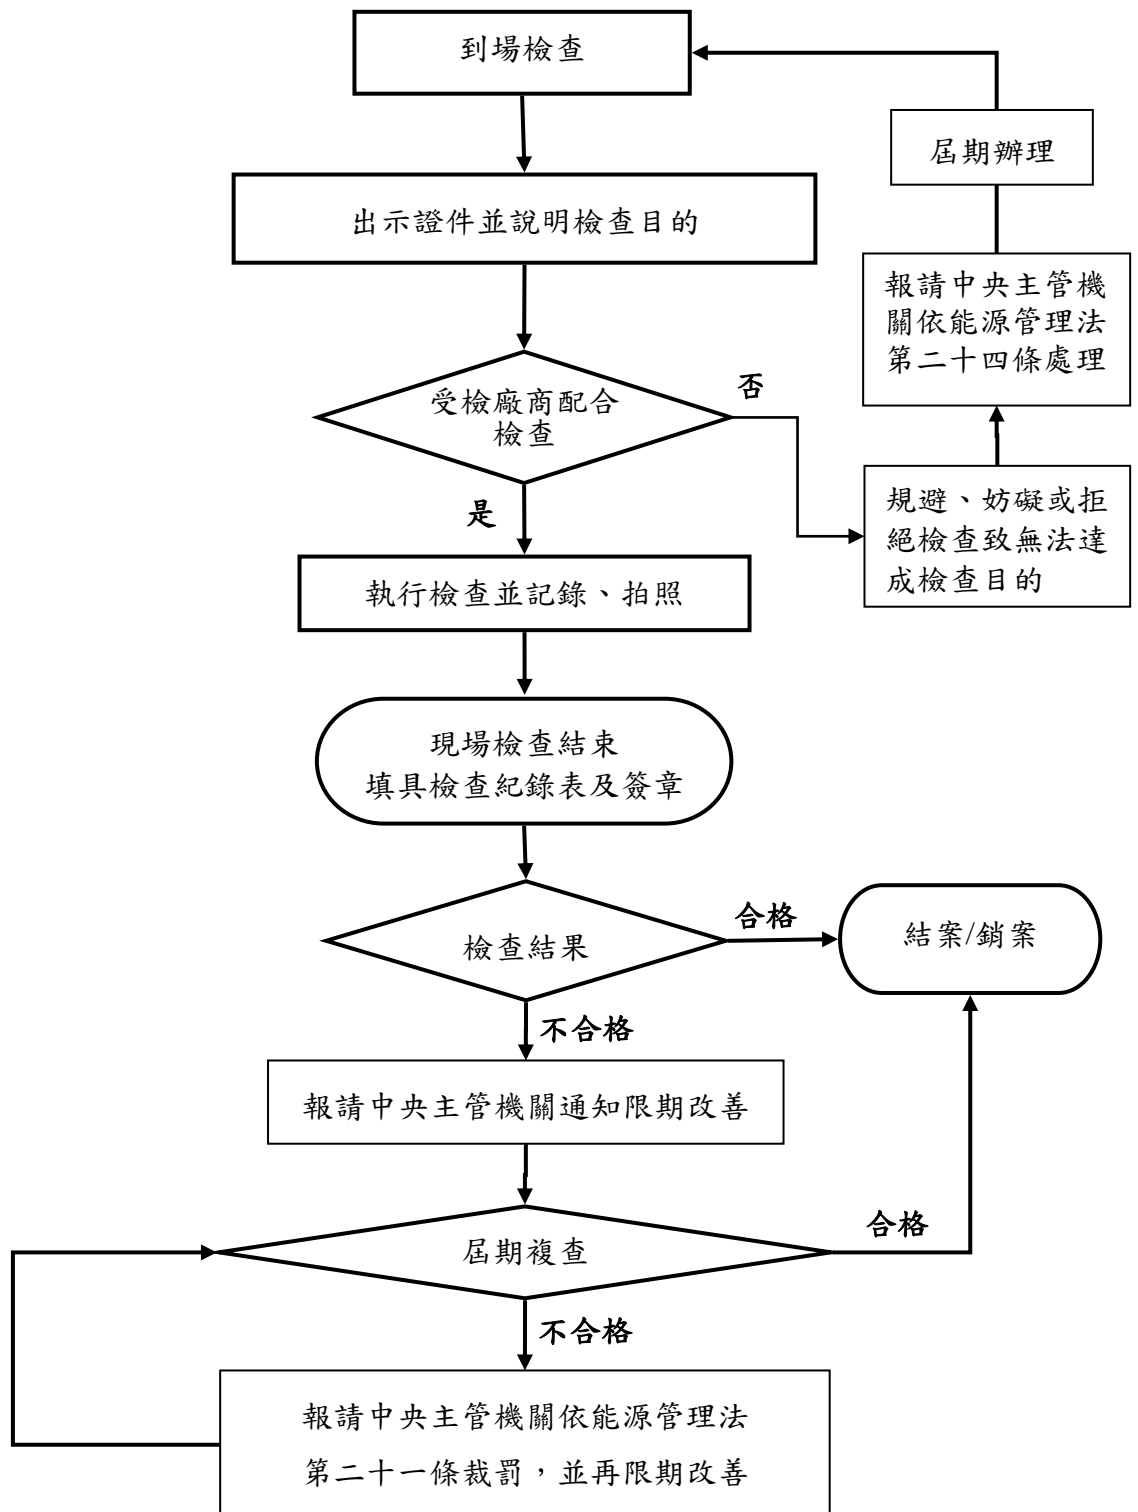 到場檢查
屆期辦理
出示證件並說明檢查目的
報請中央主管機
關依能源管理法
第二十四條處理
受檢廠商配合
檢查
否
是
規避、妨礙或拒
絕檢查致無法達
成檢查目的
執行檢查並記錄、拍照
現場檢查結束
填具檢查紀錄表及簽章
檢查結果
合格
結案/銷案
不合格
報請中央主管機關通知限期改善
屆期複查
合格
不合格
報請中央主管機關依能源管理法
第二十一條裁罰，並再限期改善